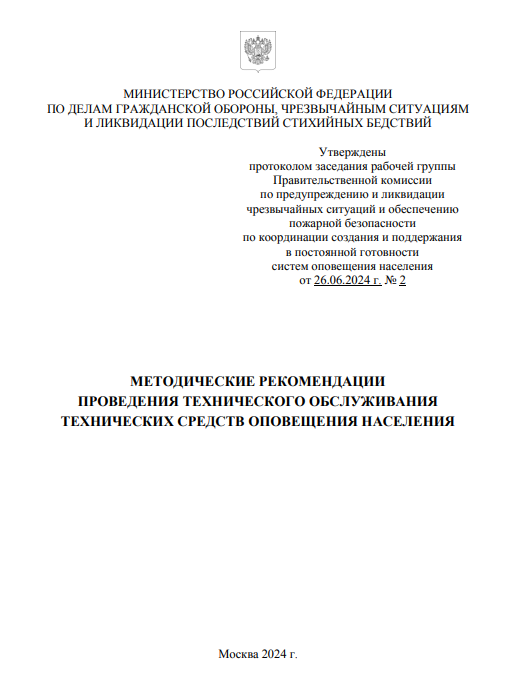 МИНИСТЕРСТВО РОССИЙСКОЙ ФЕДЕРАЦИИ
ПО ДЕЛАМ ГРАЖДАНСКОЙ ОБОРОНЫ, ЧРЕЗВЫЧАЙНЫМ СИТУАЦИЯМ
И ЛИКВИДАЦИИ ПОСЛЕДСТВИЙ СТИХИЙНЫХ БЕДСТВИЙ
Утверждены
протоколом заседания рабочей группы
Правительственной комиссии
по предупреждению и ликвидации
чрезвычайных ситуаций и обеспечению
пожарной безопасности
по координации создания и поддержания
в постоянной готовности
систем оповещения населения
от 26.06.2024 г. № 2
МЕТОДИЧЕСКИЕ РЕКОМЕНДАЦИИ
ПРОВЕДЕНИЯ ТЕХНИЧЕСКОГО ОБСЛУЖИВАНИЯ
ТЕХНИЧЕСКИХ СРЕДСТВ ОПОВЕЩЕНИЯ НАСЕЛЕНИЯ
Москва 2024 г.